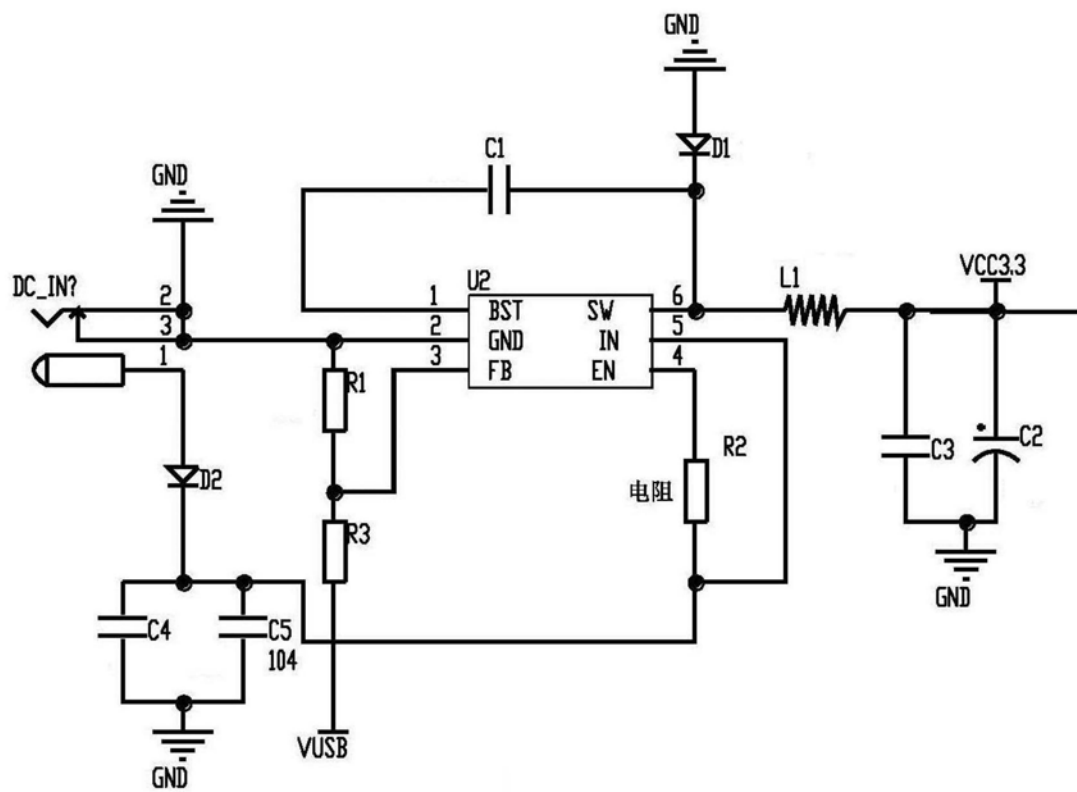 GND
C1
D1
GND
DC_IN?
2
3
1
U2
1 BST SW 6
2 GND IN 5
3 FB EN 4
L1
VCC3.3
R1
R2
电阻
C3
C2
D2
R3
GND
C4
C5
104
VUSB
GND